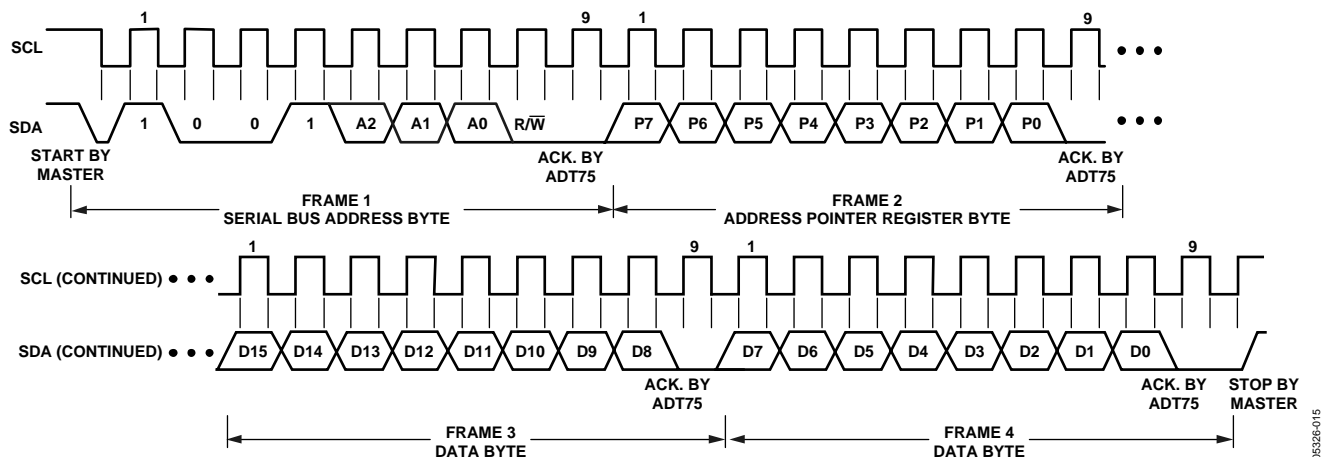 1 9 1 9
SCL
SDA 1 0 0 1 A2 A1 A0 R/W̅ P7 P6 P5 P4 P3 P2 P1 P0
START BY MASTER
ACK. BY ADT75
ACK. BY ADT75
FRAME 1
SERIAL BUS ADDRESS BYTE
FRAME 2
ADDRESS POINTER REGISTER BYTE
1 9 1 9
SCL (CONTINUED)
SDA (CONTINUED) D15 D14 D13 D12 D11 D10 D9 D8 D7 D6 D5 D4 D3 D2 D1 D0
ACK. BY ADT75
ACK. BY ADT75
STOP BY MASTER
FRAME 3
DATA BYTE
FRAME 4
DATA BYTE
05326-015